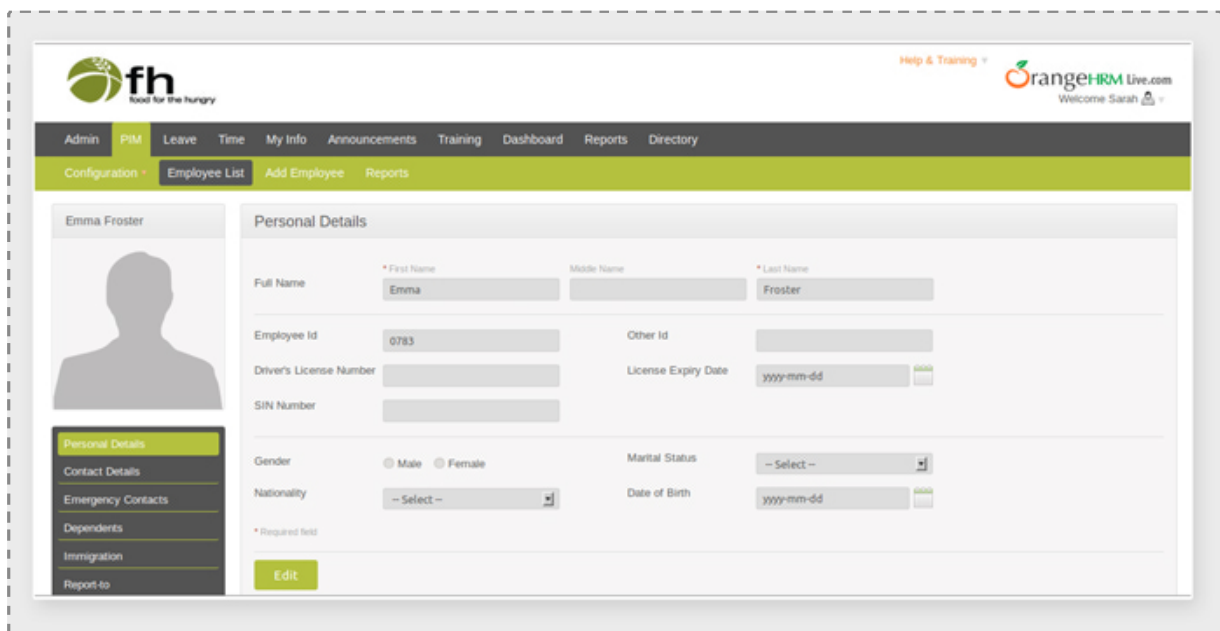 Help & Training
fh
food for the hungry
OrangeHRM Live.com
Welcome Sarah
Admin PIM Leave Time My Info Announcements Training Dashboard Reports Directory
Configuration Employee List Add Employee Reports
Emma Froster
Personal Details
* First Name Middle Name * Last Name
Full Name Emma Froster
Employee Id 0783 Other Id
Driver's License Number License Expiry Date yyyy-mm-dd
SIN Number
Gender Male Female Marital Status -- Select --
Nationality -- Select -- Date of Birth yyyy-mm-dd
* Required field
Edit
Personal Details
Contact Details
Emergency Contacts
Dependents
Immigration
Report-to